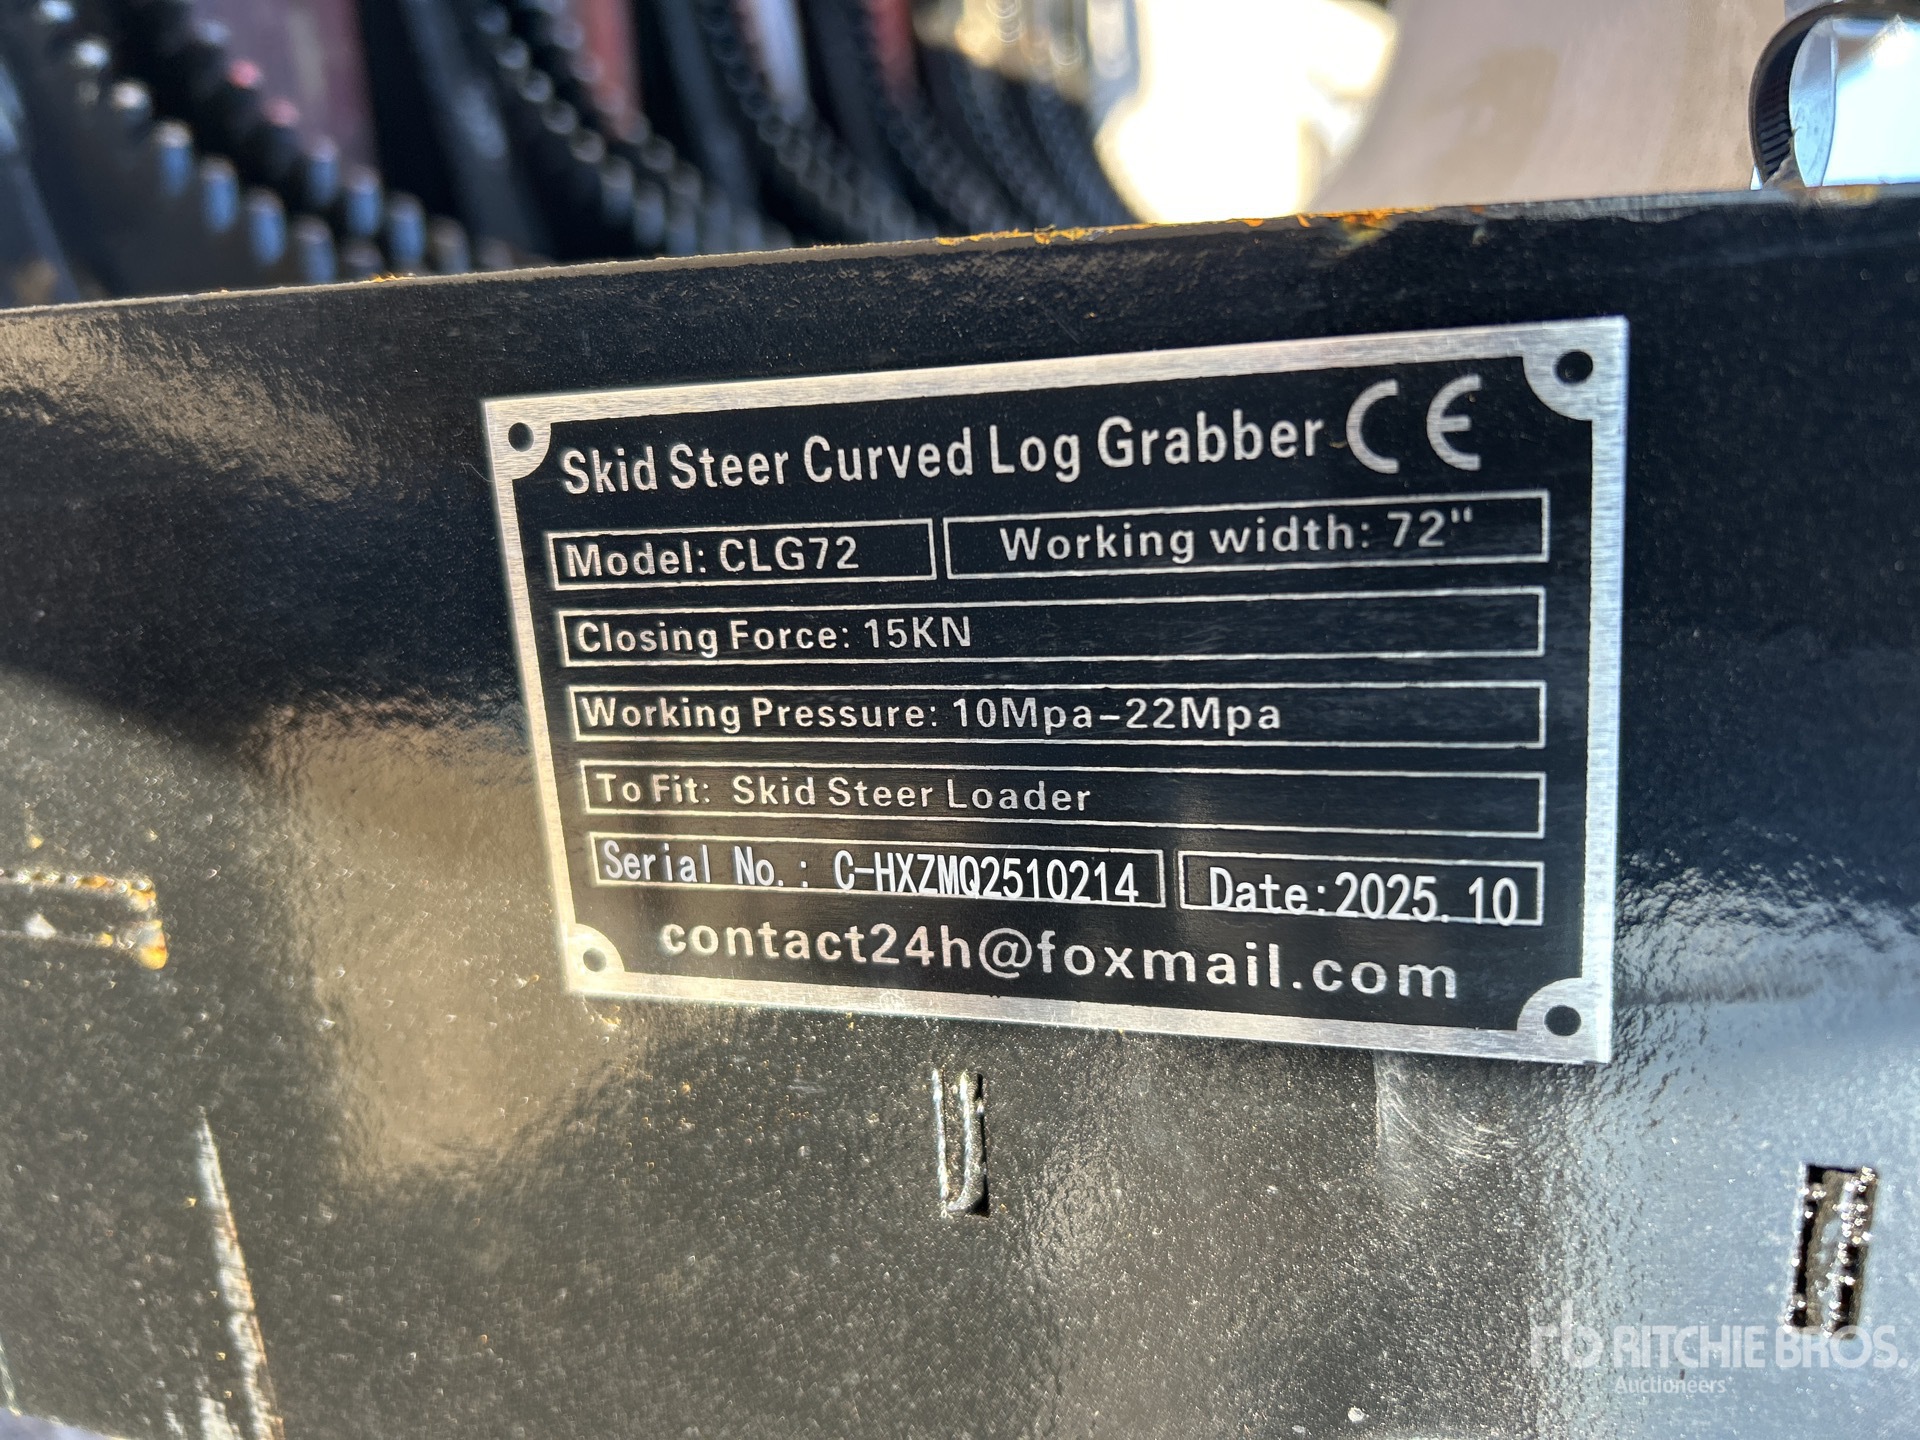 Skid Steer Curved Log Grabber CE
Model: CLG72
Working width: 72"
Closing Force: 15KN
Working Pressure: 10Mpa-22Mpa
To Fit: Skid Steer Loader
Serial No.: C-HXZMQ2510214
Date:2025.10
contact24h@foxmail.com
rb RITCHIE BROS.
Auctioneers